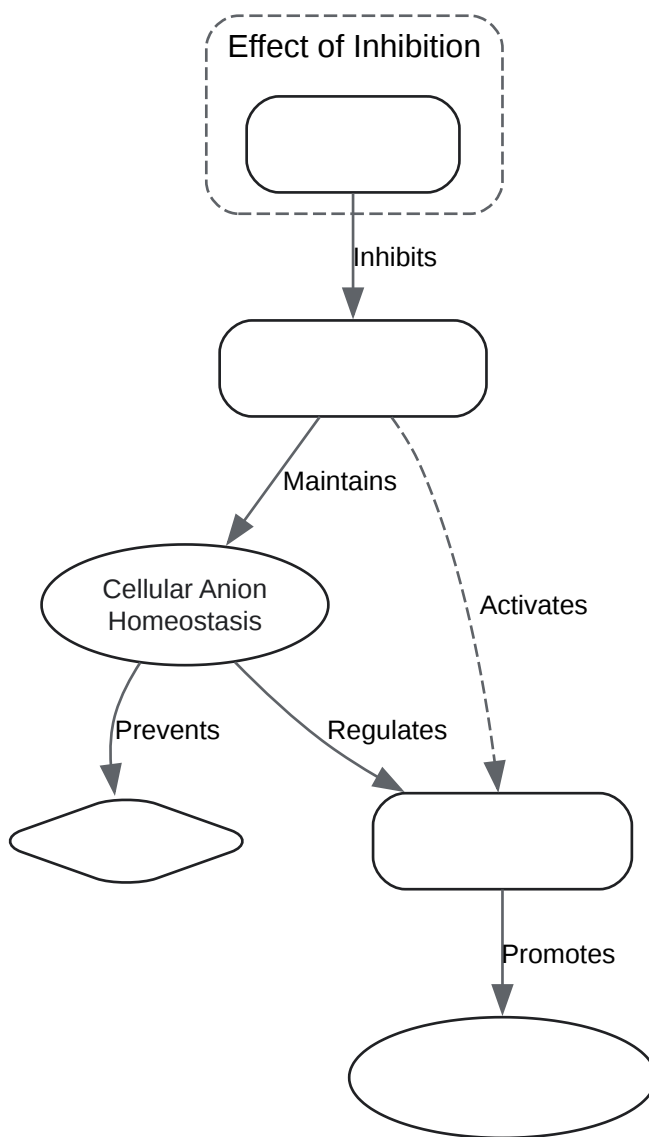 Effect of Inhibition
Inhibits
Maintains
Activates
Cellular Anion
Homeostasis
Prevents
Regulates
Promotes